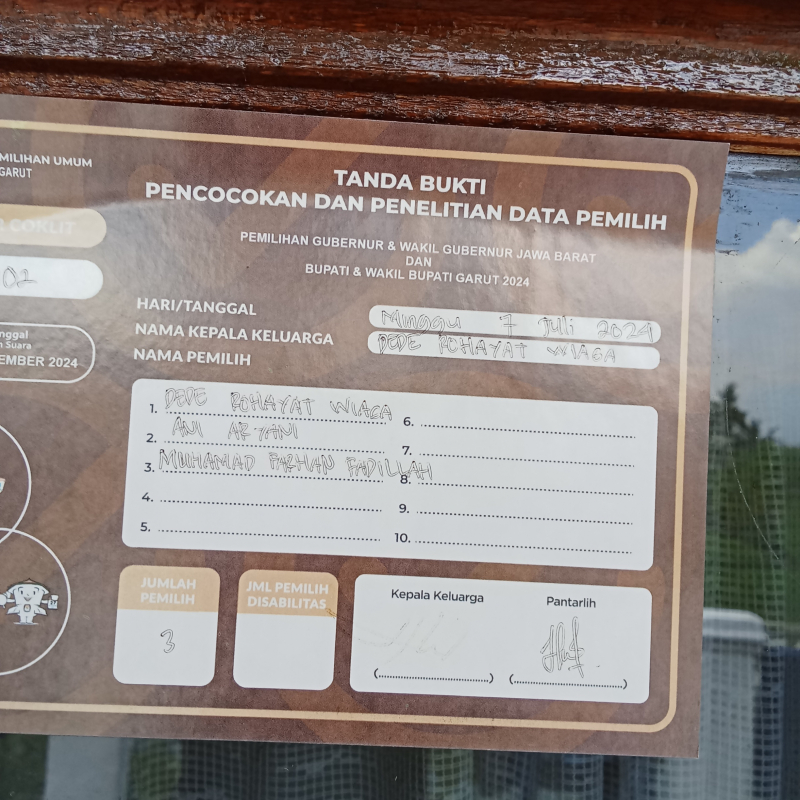 MILIHAN UMUM
GARUT
COKLIT
02
nggal
n Suara
EMBER 2024
TANDA BUKTI
PENCOCOKAN DAN PENELITIAN DATA PEMILIH
PEMILIHAN GUBERNUR & WAKIL GUBERNUR JAWA BARAT
DAN
BUPATI & WAKIL BUPATI GARUT 2024
HARI/TANGGAL Minggu 7 Juli 2024
NAMA KEPALA KELUARGA DEDE ROHAYAT WIAGA
NAMA PEMILIH
1. DEDE ROHAYAT WIAGA
2. ANI ARYANI
3. MUHAMAD FARHAN FADILLAH
4.
5.
6.
7.
8.
9.
10.
JUMLAH
PEMILIH
3
JML PEMILIH
DISABILITAS
Kepala Keluarga
Pantarlih
(..............................) (..............................)